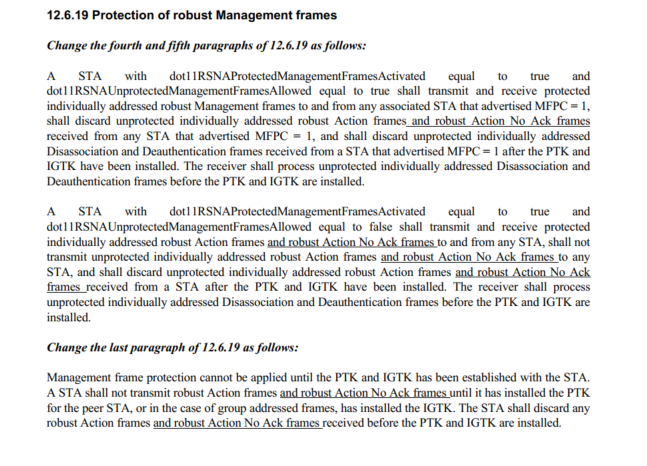 12.6.19 Protection of robust Management frames
Change the fourth and fifth paragraphs of 12.6.19 as follows:
A STA with dot11RSNAProtectedManagementFramesActivated equal to true and
dot11RSNAUnprotectedManagementFramesAllowed equal to true shall transmit and receive protected
individually addressed robust Management frames to and from any associated STA that advertised MFPC = 1,
shall discard unprotected individually addressed robust Action frames and robust Action No Ack frames
received from any STA that advertised MFPC = 1, and shall discard unprotected individually addressed
Disassociation and Deauthentication frames received from a STA that advertised MFPC = 1 after the PTK and
IGTK have been installed. The receiver shall process unprotected individually addressed Disassociation and
Deauthentication frames before the PTK and IGTK are installed.
A STA with dot11RSNAProtectedManagementFramesActivated equal to true and
dot11RSNAUnprotectedManagementFramesAllowed equal to false shall transmit and receive protected
individually addressed robust Action frames and robust Action No Ack frames to and from any STA, shall not
transmit unprotected individually addressed robust Action frames and robust Action No Ack frames to any
STA, and shall discard unprotected individually addressed robust Action frames and robust Action No Ack
frames received from a STA after the PTK and IGTK have been installed. The receiver shall process
unprotected individually addressed Disassociation and Deauthentication frames before the PTK and IGTK are
installed.
Change the last paragraph of 12.6.19 as follows:
Management frame protection cannot be applied until the PTK and IGTK has been established with the STA.
A STA shall not transmit robust Action frames and robust Action No Ack frames until it has installed the PTK
for the peer STA, or in the case of group addressed frames, has installed the IGTK. The STA shall discard any
robust Action frames and robust Action No Ack frames received before the PTK and IGTK are installed.